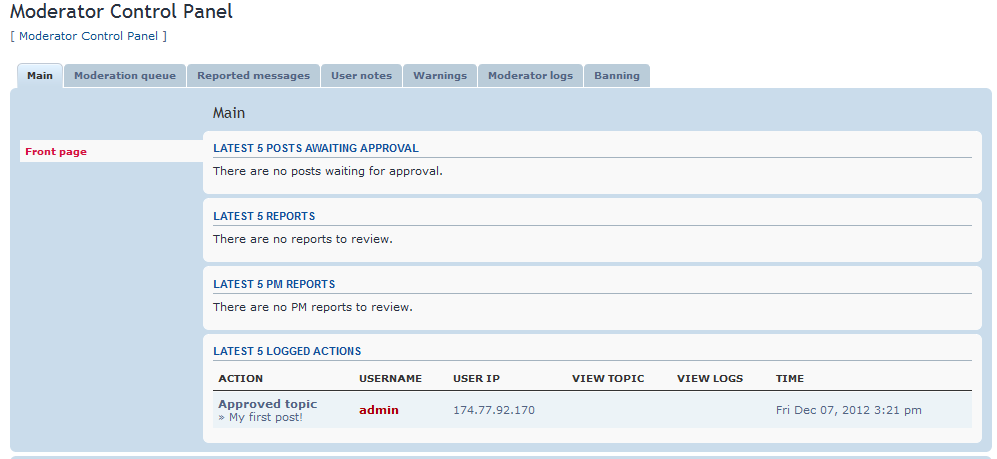 Moderator Control Panel
[ Moderator Control Panel ]
Main Moderation queue Reported messages User notes Warnings Moderator logs Banning
Main
Front page
LATEST 5 POSTS AWAITING APPROVAL
There are no posts waiting for approval.
LATEST 5 REPORTS
There are no reports to review.
LATEST 5 PM REPORTS
There are no PM reports to review.
LATEST 5 LOGGED ACTIONS
ACTION USERNAME USER IP VIEW TOPIC VIEW LOGS TIME
Approved topic
» My first post!
admin 174.77.92.170 Fri Dec 07, 2012 3:21 pm